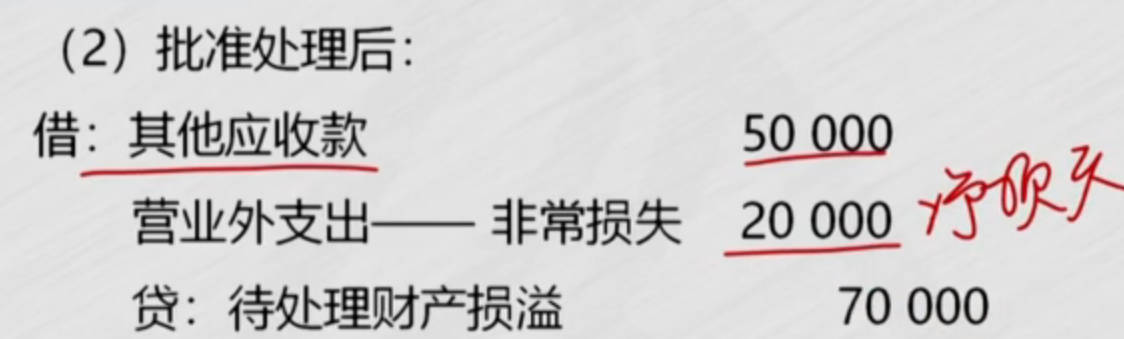 （2）批准处理后：
借：其他应收款 50 000
营业外支出—— 非常损失 20 000 净损失
贷：待处理财产损溢 70 000